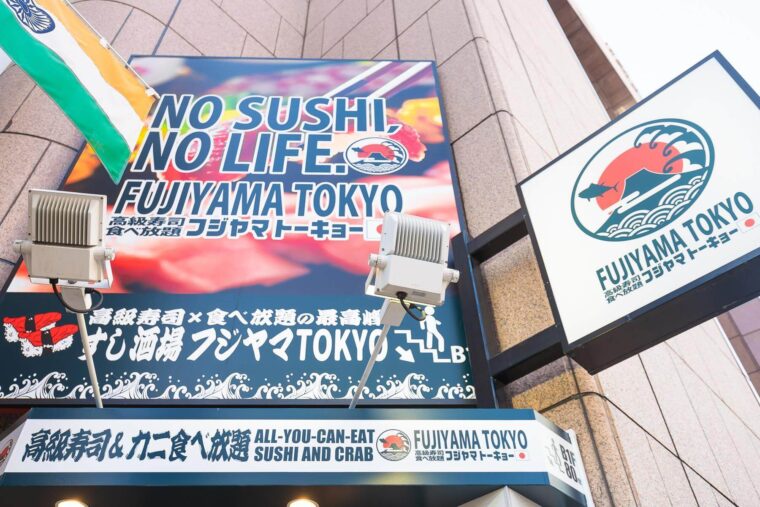 NO SUSHI,
NO LIFE.
FUJIYAMA TOKYO
高級寿司
食べ放題 フジヤマトーキョー
高級寿司×食べ放題の最高
すし酒場 フジヤマTOKYO
B1
高級寿司&カニ食べ放題
ALL-YOU-CAN-EAT
SUSHI AND CRAB
FUJIYAMA TOKYO
高級寿司
食べ放題 フジヤマトーキョー
B1F
FUJIYAMA TOKYO
高級寿司
食べ放題 フジヤマトーキョー